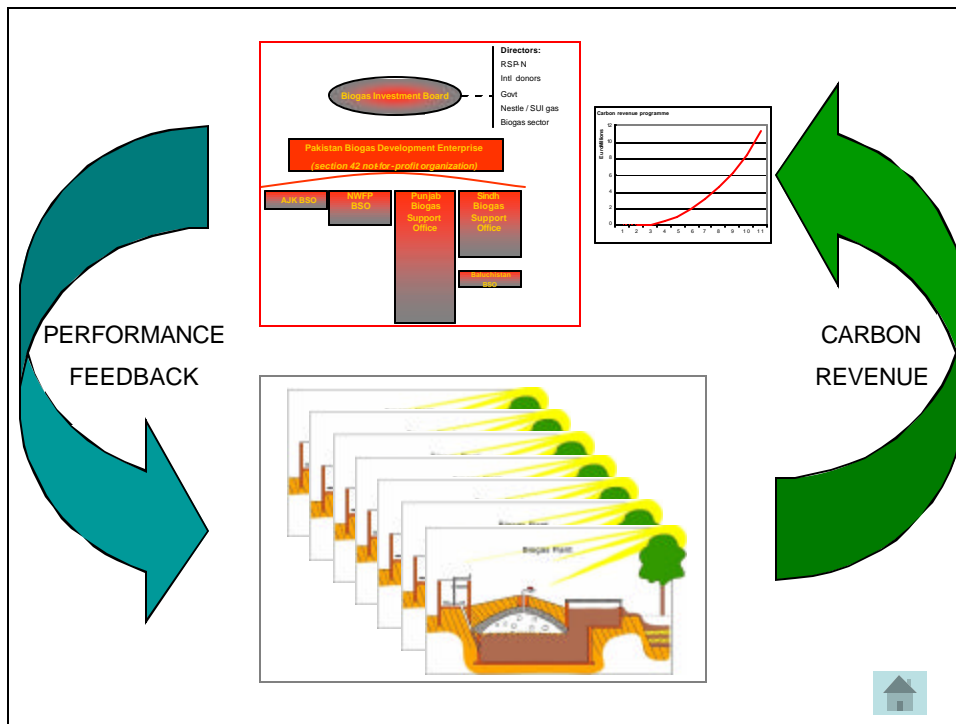 Directors:
RSP-N
Intl donors
Govt
Nestle / SUI gas
Biogas sector
Biogas Investment Board
Pakistan Biogas Development Enterprise
(section 42 not-for-profit organization)
AJK BSO
NWFP
BSO
Punjab
Biogas
Support
Office
Sindh
Biogas
Support
Office
Baluchistan
BSO
Carbon revenue programme
12
10
8
6
4
2
0
1 2 3 4 5 6 7 8 9 10 11
PERFORMANCE
FEEDBACK
CARBON
REVENUE
Biogas Plant
Biogas Plant